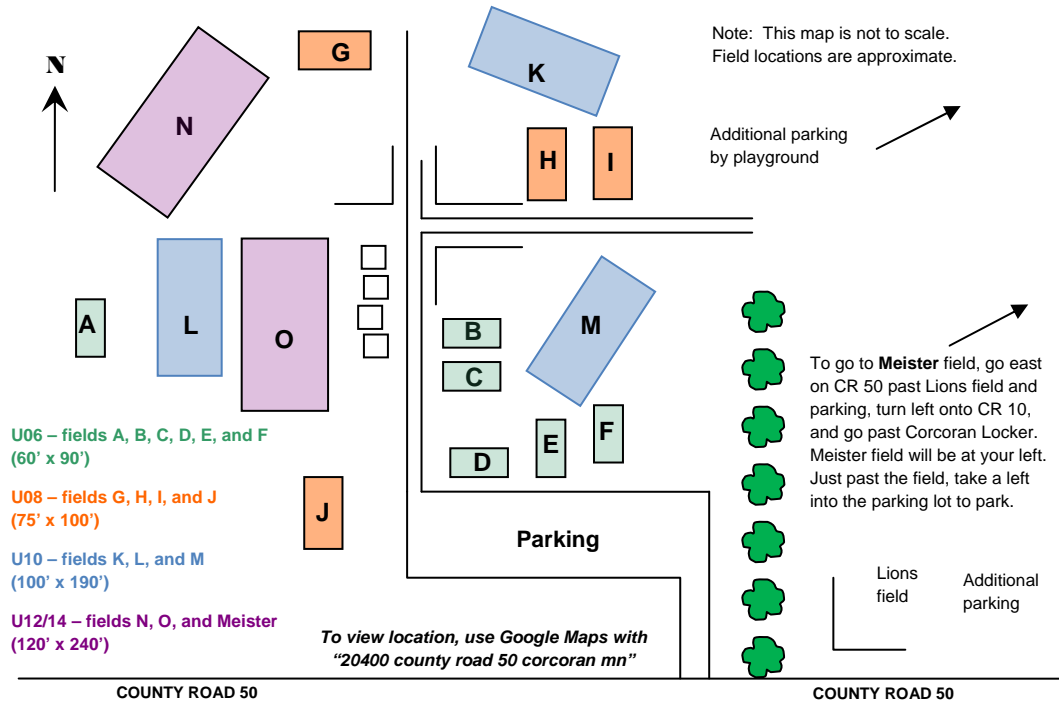 G
K
Note:  This map is not to scale.
Field locations are approximate.
N
N
H
I
Additional parking
by playground
A
L
O
B
C
M
To go to Meister field, go east
on CR 50 past Lions field and
parking, turn left onto CR 10,
and go past Corcoran Locker.
Meister field will be at your left.
Just past the field, take a left
into the parking lot to park.
D
E
F
U06 – fields A, B, C, D, E, and F
(60’ x 90’)
U08 – fields G, H, I, and J
(75’ x 100’)
U10 – fields K, L, and M
(100’ x 190’)
U12/14 – fields N, O, and Meister
(120’ x 240’)
J
Parking
Lions
field
Additional
parking
To view location, use Google Maps with
“20400 county road 50 corcoran mn”
COUNTY ROAD 50
COUNTY ROAD 50